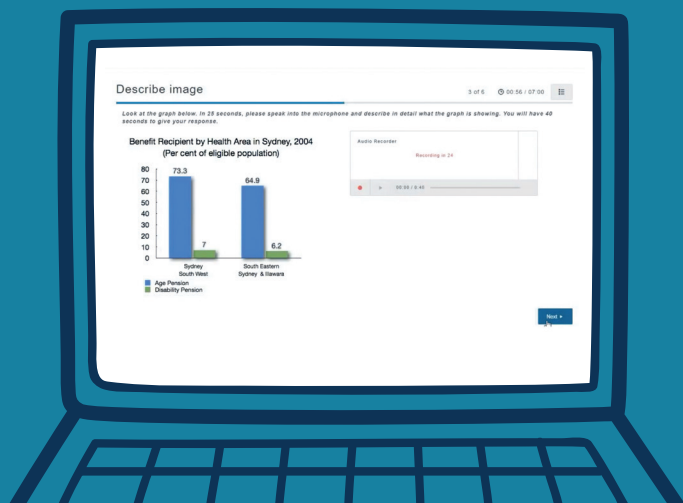 Describe image
3 of 6
00:56 / 07:00
Look at the graph below. In 25 seconds, please speak into the microphone and describe in detail what the graph is showing. You will have 40
seconds to give your response.
Benefit Recipient by Health Area in Sydney, 2004
(Per cent of eligible population)
80
70
60
50
40
30
20
10
0
73.3
7
64.9
6.2
Sydney
South West
South Eastern
Sydney & Illawara
Age Pension
Disability Pension
Audio Recorder
Recording in 24
00:00 / 0:40
Next